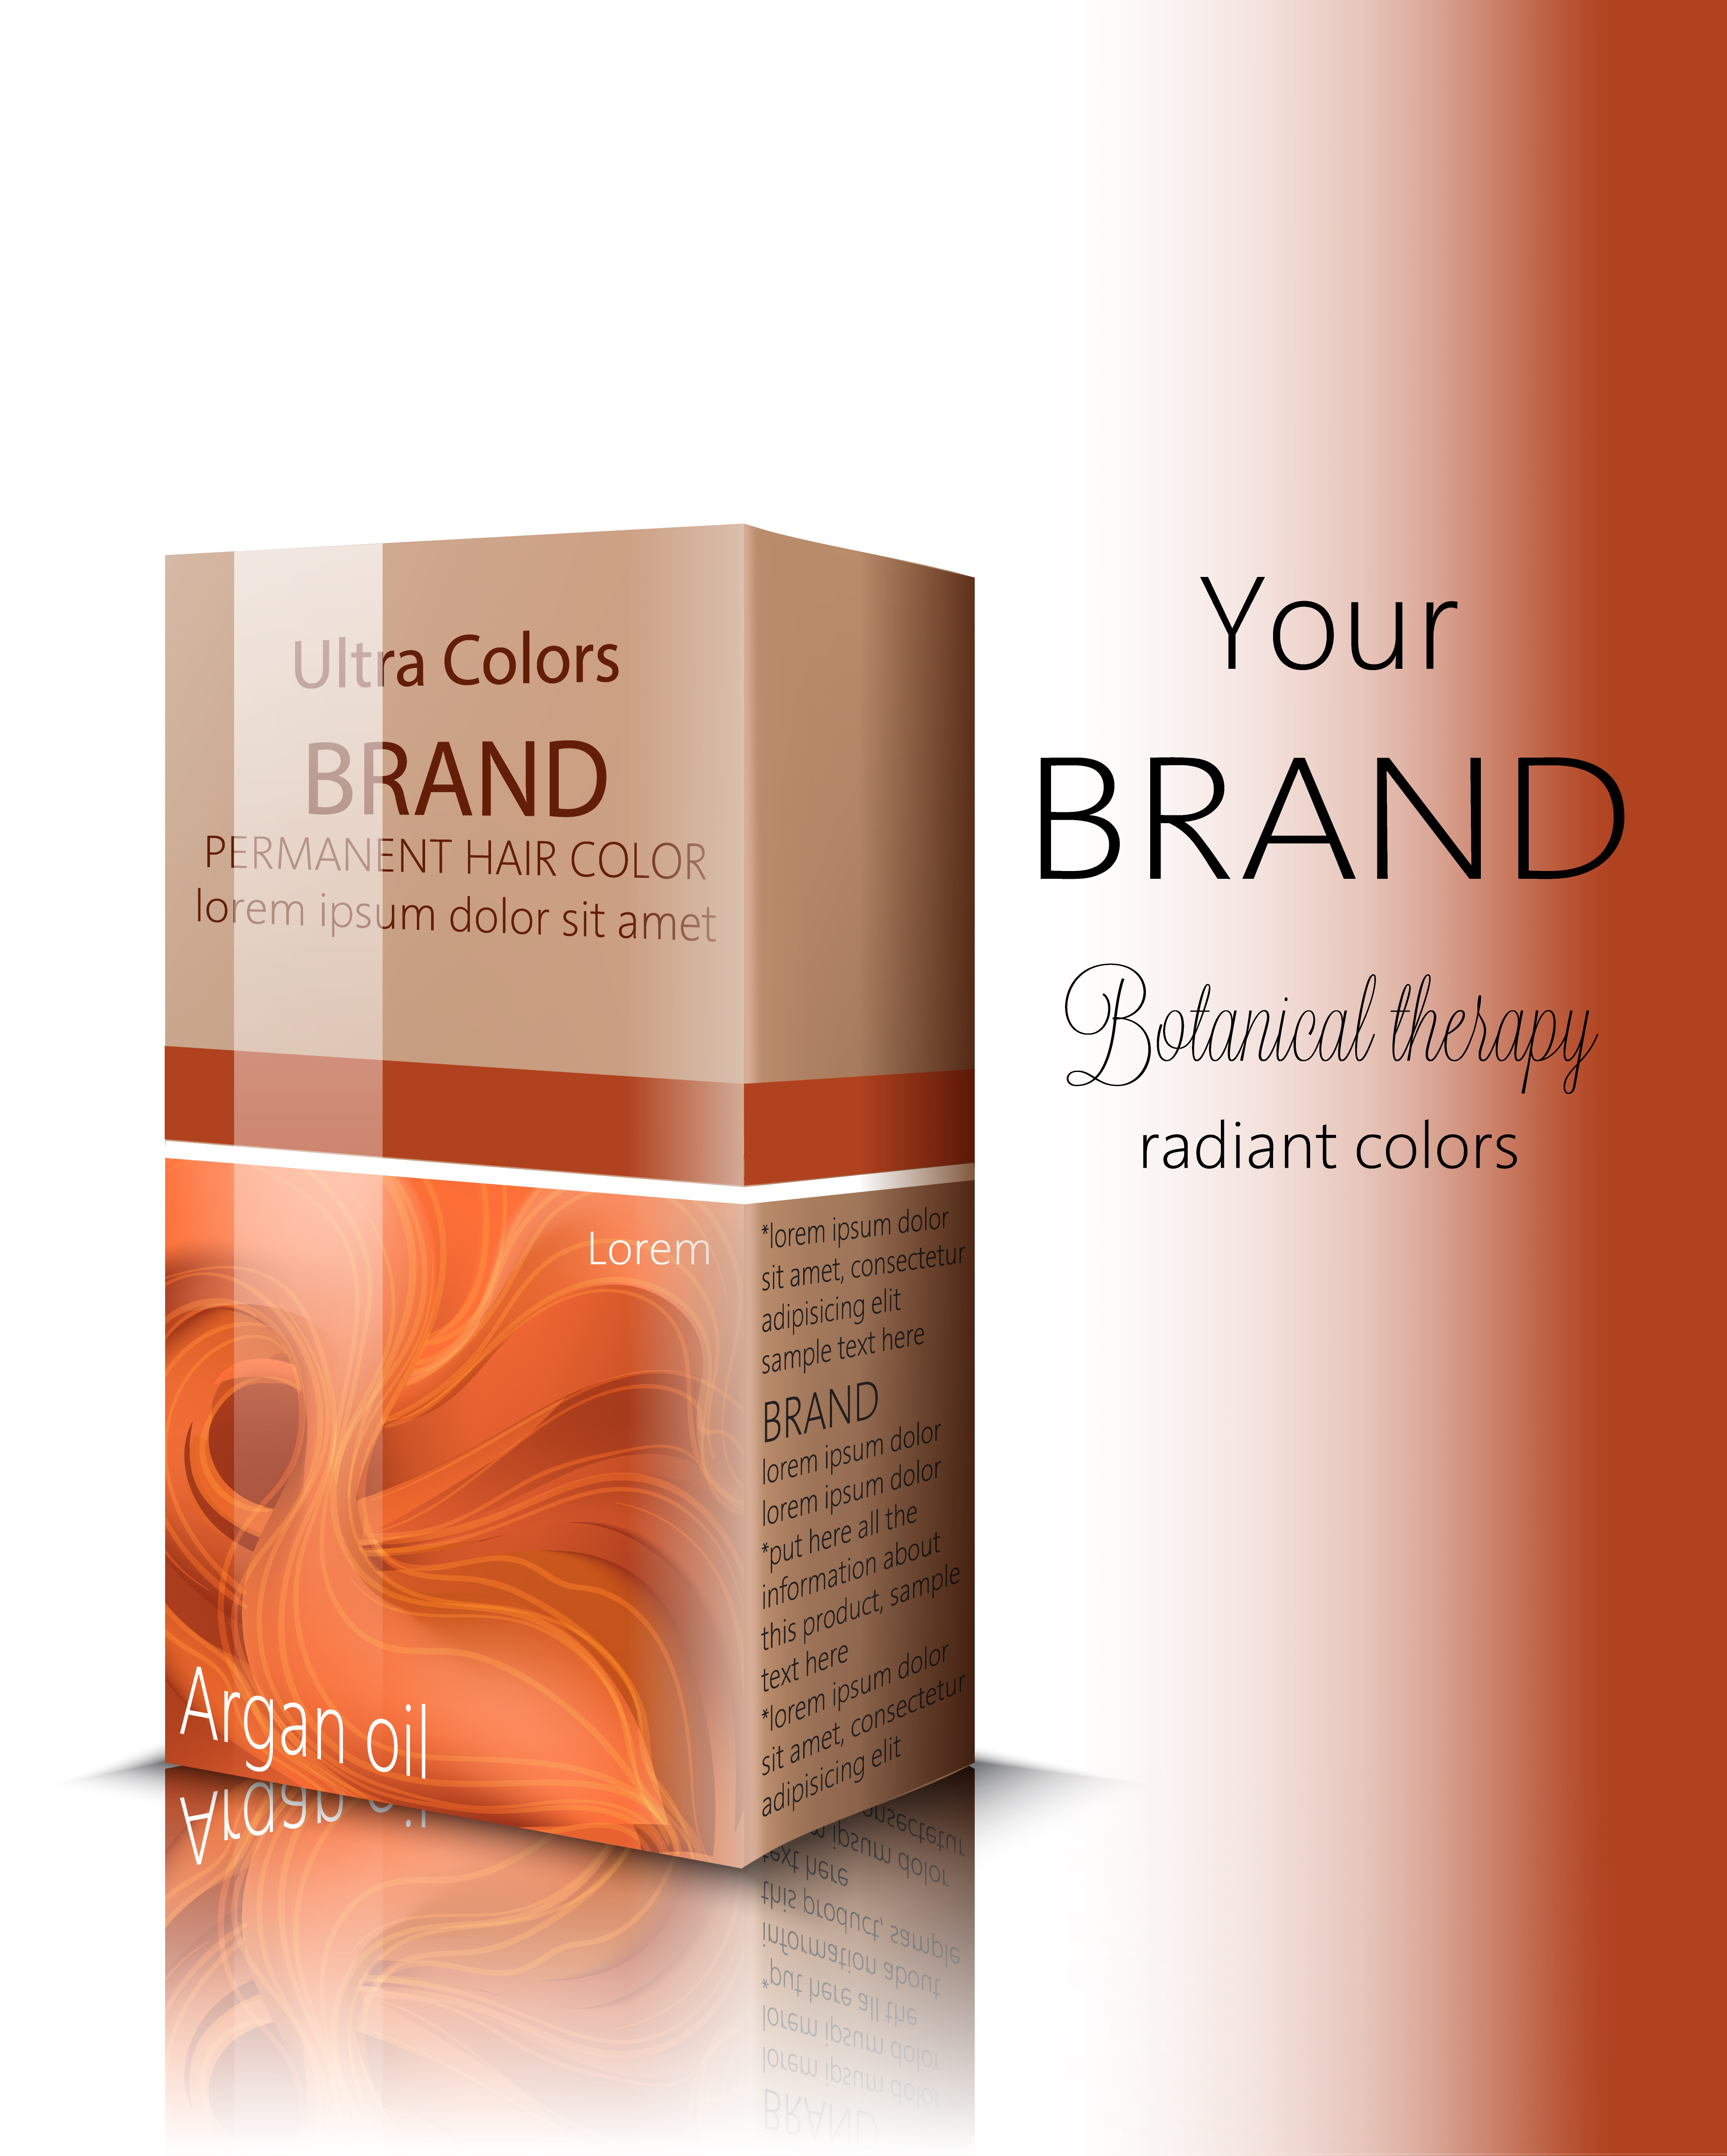 Ultra Colors
BRAND
PERMANENT HAIR COLOR
lorem ipsum dolor sit amet
Lorem
Argan oil
*lorem ipsum dolor
sit amet, consectetur
adipisicing elit
sample text here
BRAND
lorem ipsum dolor
lorem ipsum dolor
*put here all the
information about
this product, sample
text here
*lorem ipsum dolor
sit amet, consectetur
adipisicing elit
Your
BRAND
Botanical therapy
radiant colors